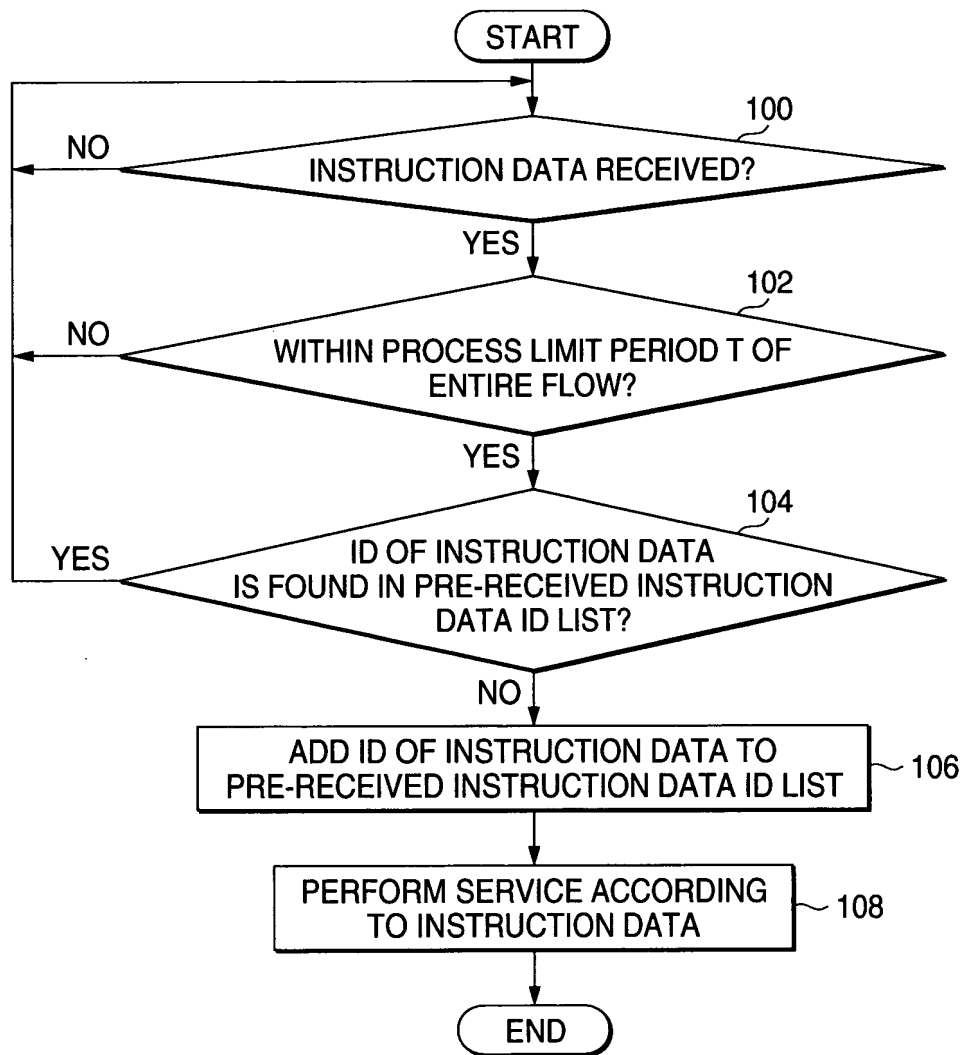 START
100
NO
INSTRUCTION DATA RECEIVED?
YES
102
NO
WITHIN PROCESS LIMIT PERIOD T OF
ENTIRE FLOW?
YES
104
YES
ID OF INSTRUCTION DATA
IS FOUND IN PRE-RECEIVED INSTRUCTION
DATA ID LIST?
NO
ADD ID OF INSTRUCTION DATA TO
PRE-RECEIVED INSTRUCTION DATA ID LIST
106
PERFORM SERVICE ACCORDING
TO INSTRUCTION DATA
108
END